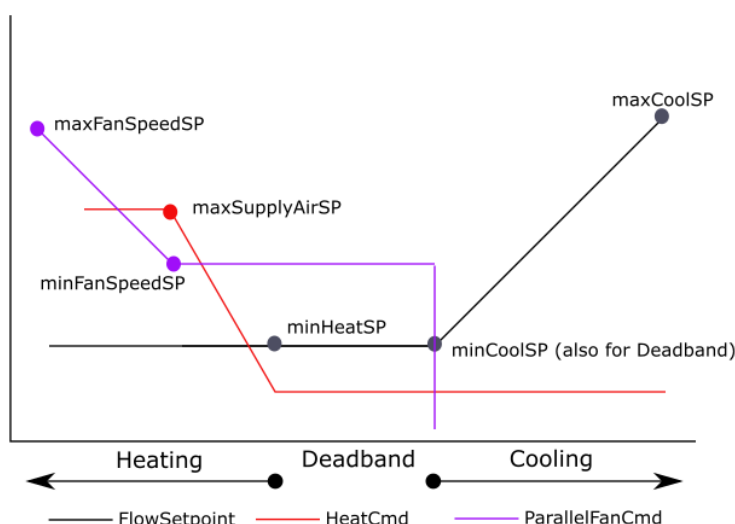 maxCoolSP
maxFanSpeedSP
maxSupplyAirSP
minFanSpeedSP
minHeatSP
minCoolSP (also for Deadband)
Heating
Deadband
Cooling
FlowSetpoint
HeatCmd
ParallelFanCmd